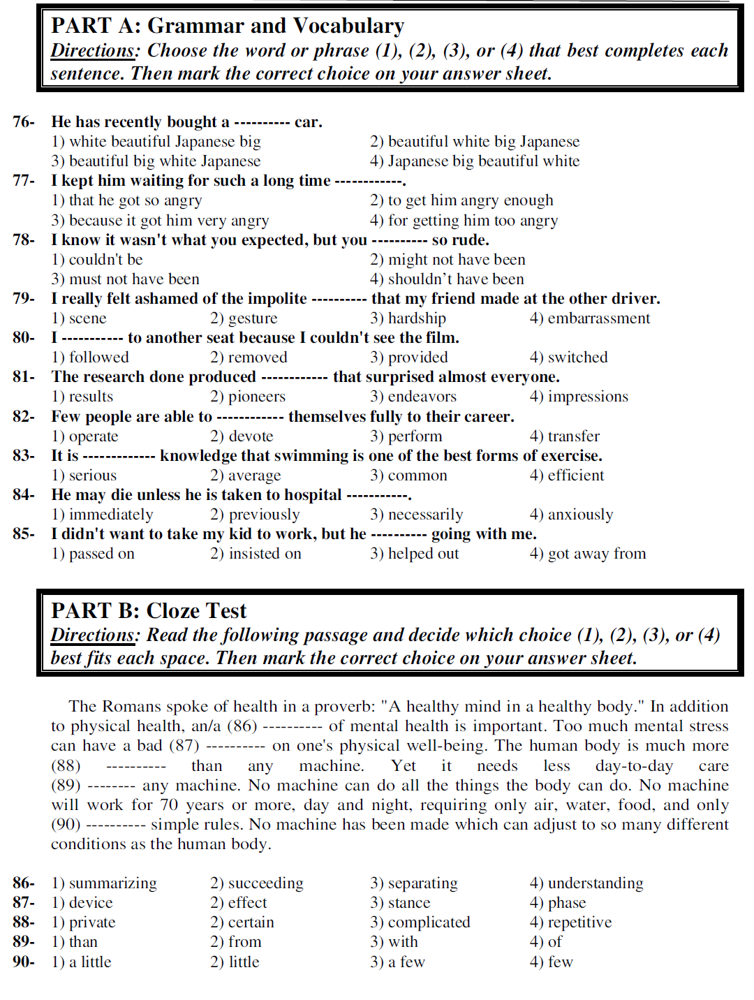 PART A: Grammar and Vocabulary
Directions: Choose the word or phrase (1), (2), (3), or (4) that best completes each
sentence. Then mark the correct choice on your answer sheet.
76- He has recently bought a ---------- car.
1) white beautiful Japanese big 2) beautiful white big Japanese
3) beautiful big white Japanese 4) Japanese big beautiful white
77- I kept him waiting for such a long time ------------.
1) that he got so angry 2) to get him angry enough
3) because it got him very angry 4) for getting him too angry
78- I know it wasn't what you expected, but you ---------- so rude.
1) couldn't be 2) might not have been
3) must not have been 4) shouldn’t have been
79- I really felt ashamed of the impolite ---------- that my friend made at the other driver.
1) scene 2) gesture 3) hardship 4) embarrassment
80- I ----------- to another seat because I couldn't see the film.
1) followed 2) removed 3) provided 4) switched
81- The research done produced ------------ that surprised almost everyone.
1) results 2) pioneers 3) endeavors 4) impressions
82- Few people are able to ------------ themselves fully to their career.
1) operate 2) devote 3) perform 4) transfer
83- It is ------------- knowledge that swimming is one of the best forms of exercise.
1) serious 2) average 3) common 4) efficient
84- He may die unless he is taken to hospital -----------.
1) immediately 2) previously 3) necessarily 4) anxiously
85- I didn't want to take my kid to work, but he ---------- going with me.
1) passed on 2) insisted on 3) helped out 4) got away from
PART B: Cloze Test
Directions: Read the following passage and decide which choice (1), (2), (3), or (4)
best fits each space. Then mark the correct choice on your answer sheet.
The Romans spoke of health in a proverb: "A healthy mind in a healthy body." In addition
to physical health, an/a (86) ---------- of mental health is important. Too much mental stress
can have a bad (87) ---------- on one's physical well-being. The human body is much more
(88) ---------- than any machine. Yet it needs less day-to-day care
(89) -------- any machine. No machine can do all the things the body can do. No machine
will work for 70 years or more, day and night, requiring only air, water, food, and only
(90) ---------- simple rules. No machine has been made which can adjust to so many different
conditions as the human body.
86- 1) summarizing 2) succeeding 3) separating 4) understanding
87- 1) device 2) effect 3) stance 4) phase
88- 1) private 2) certain 3) complicated 4) repetitive
89- 1) than 2) from 3) with 4) of
90- 1) a little 2) little 3) a few 4) few